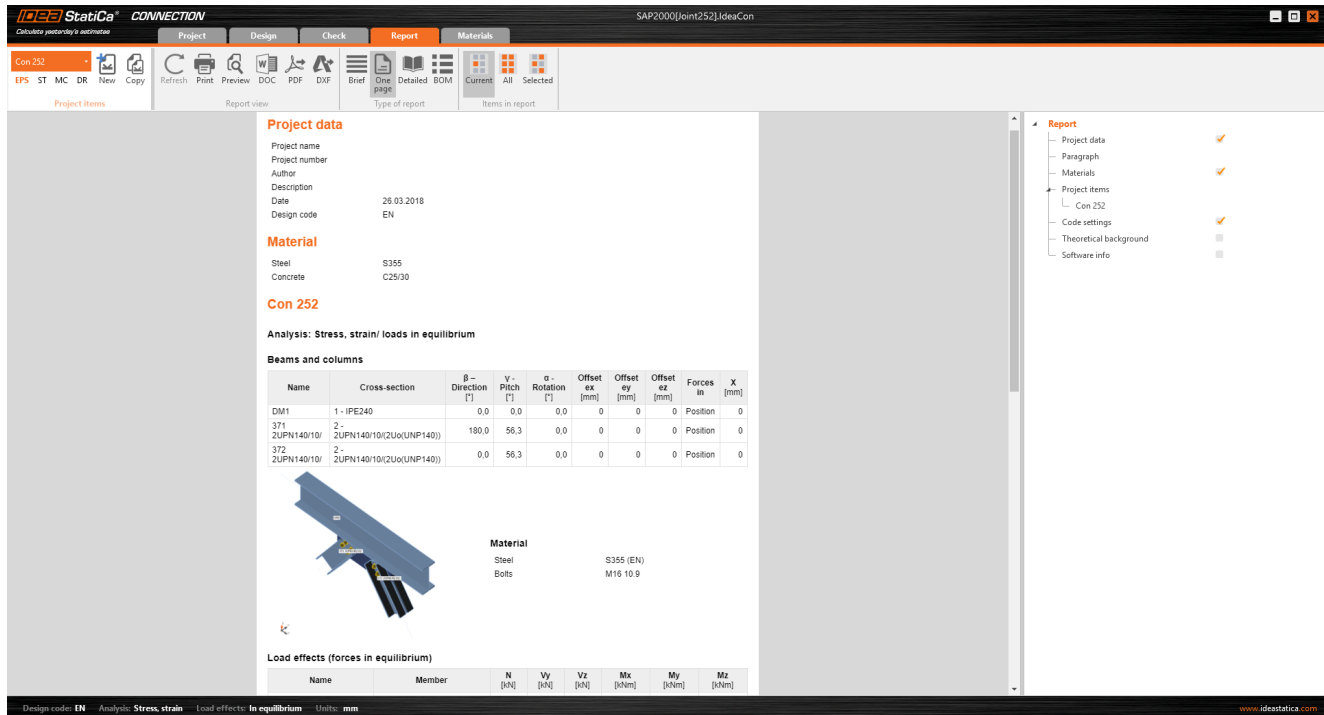 IDEA StatiCa® CONNECTION
SAP2000[Joint252].IdeaCon
Calculate yesterday's estimates
Project Design Check Report Materials
Con 252
EPS ST MC DR New Copy
Refresh Print Preview DOC PDF DXF
Brief One page Detailed BOM
Current All Selected
Project items Report view Type of report Items in report
Project data
Project name
Project number
Author
Description
Date 26.03.2018
Design code EN
Material
Steel S355
Concrete C25/30
Con 252
Analysis: Stress, strain/ loads in equilibrium
Beams and columns
Name Cross-section β – Direction [°] γ - Pitch [°] α - Rotation [°] Offset ex [mm] Offset ey [mm] Offset ez [mm] Forces in X [mm]
DM1 1 - IPE240 0,0 0,0 0,0 0 0 0 Position 0
371 2UPN140/10/ 2 - 2UPN140/10/(2Uo(UNP140)) 180,0 56,3 0,0 0 0 0 Position 0
372 2UPN140/10/ 2 - 2UPN140/10/(2Uo(UNP140)) 0,0 56,3 0,0 0 0 0 Position 0
Material
Steel S355 (EN)
Bolts M16 10.9
Load effects (forces in equilibrium)
Name Member N [kN] Vy [kN] Vz [kN] Mx [kNm] My [kNm] Mz [kNm]
Report
Project data
Paragraph
Materials
Project items
Con 252
Code settings
Theoretical background
Software info
Design code: EN Analysis: Stress, strain Load effects: In equilibrium Units: mm
www.ideastatica.com